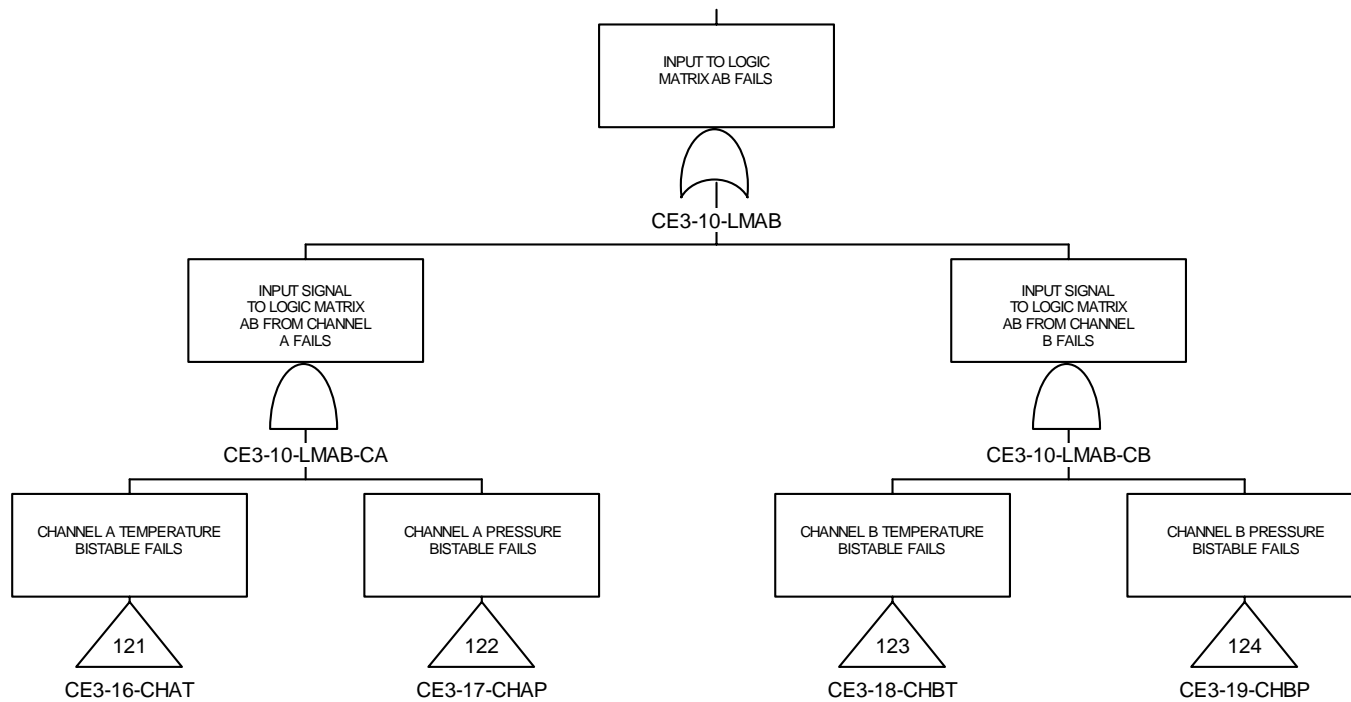 INPUT TO LOGIC
MATRIX AB FAILS
CE3-10-LMAB
INPUT SIGNAL
TO LOGIC MATRIX
AB FROM CHANNEL
A FAILS
CE3-10-LMAB-CA
INPUT SIGNAL
TO LOGIC MATRIX
AB FROM CHANNEL
B FAILS
CE3-10-LMAB-CB
CHANNEL A TEMPERATURE
BISTABLE FAILS
121
CE3-16-CHAT
CHANNEL A PRESSURE
BISTABLE FAILS
122
CE3-17-CHAP
CHANNEL B TEMPERATURE
BISTABLE FAILS
123
CE3-18-CHBT
CHANNEL B PRESSURE
BISTABLE FAILS
124
CE3-19-CHBP